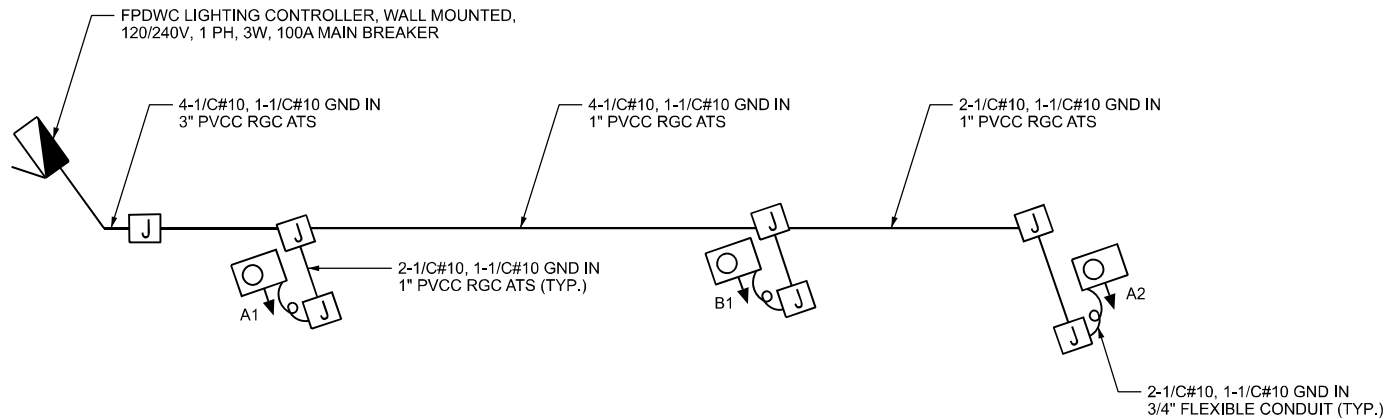 FPDWC LIGHTING CONTROLLER, WALL MOUNTED,
120/240V, 1 PH, 3W, 100A MAIN BREAKER
4-1/C#10, 1-1/C#10 GND IN
3" PVCC RGC ATS
4-1/C#10, 1-1/C#10 GND IN
1" PVCC RGC ATS
2-1/C#10, 1-1/C#10 GND IN
1" PVCC RGC ATS
J
J
J
J
2-1/C#10, 1-1/C#10 GND IN
1" PVCC RGC ATS (TYP.)
A1
J
B1
J
A2
J
2-1/C#10, 1-1/C#10 GND IN
3/4" FLEXIBLE CONDUIT (TYP.)